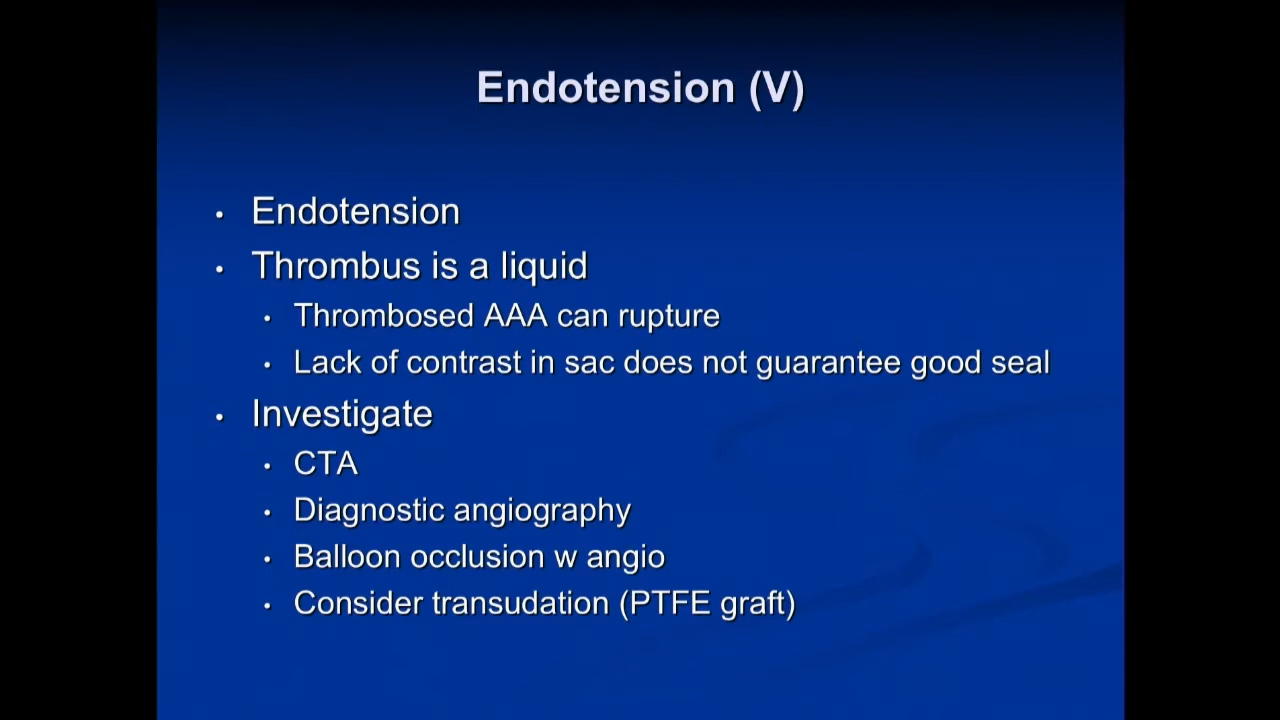 Endotension (V)
• Endotension
• Thrombus is a liquid
• Thrombosed AAA can rupture
• Lack of contrast in sac does not guarantee good seal
• Investigate
• CTA
• Diagnostic angiography
• Balloon occlusion w angio
• Consider transudation (PTFE graft)